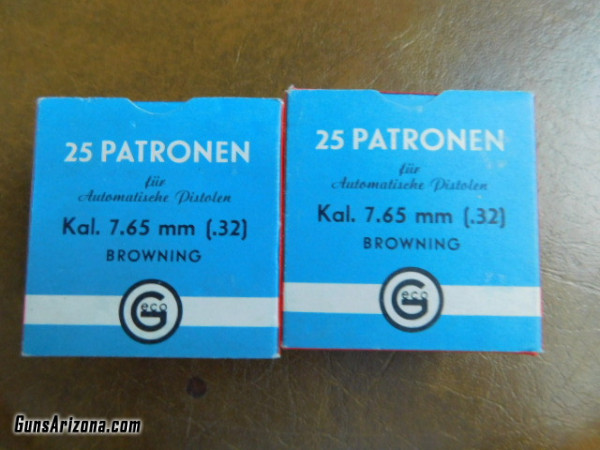 25 PATRONEN
für
Automatische Pistolen
Kal. 7.65 mm (.32)
BROWNING
Geco
25 PATRONEN
für
Automatische Pistolen
Kal. 7.65 mm (.32)
BROWNING
Geco
GunsArizona.com